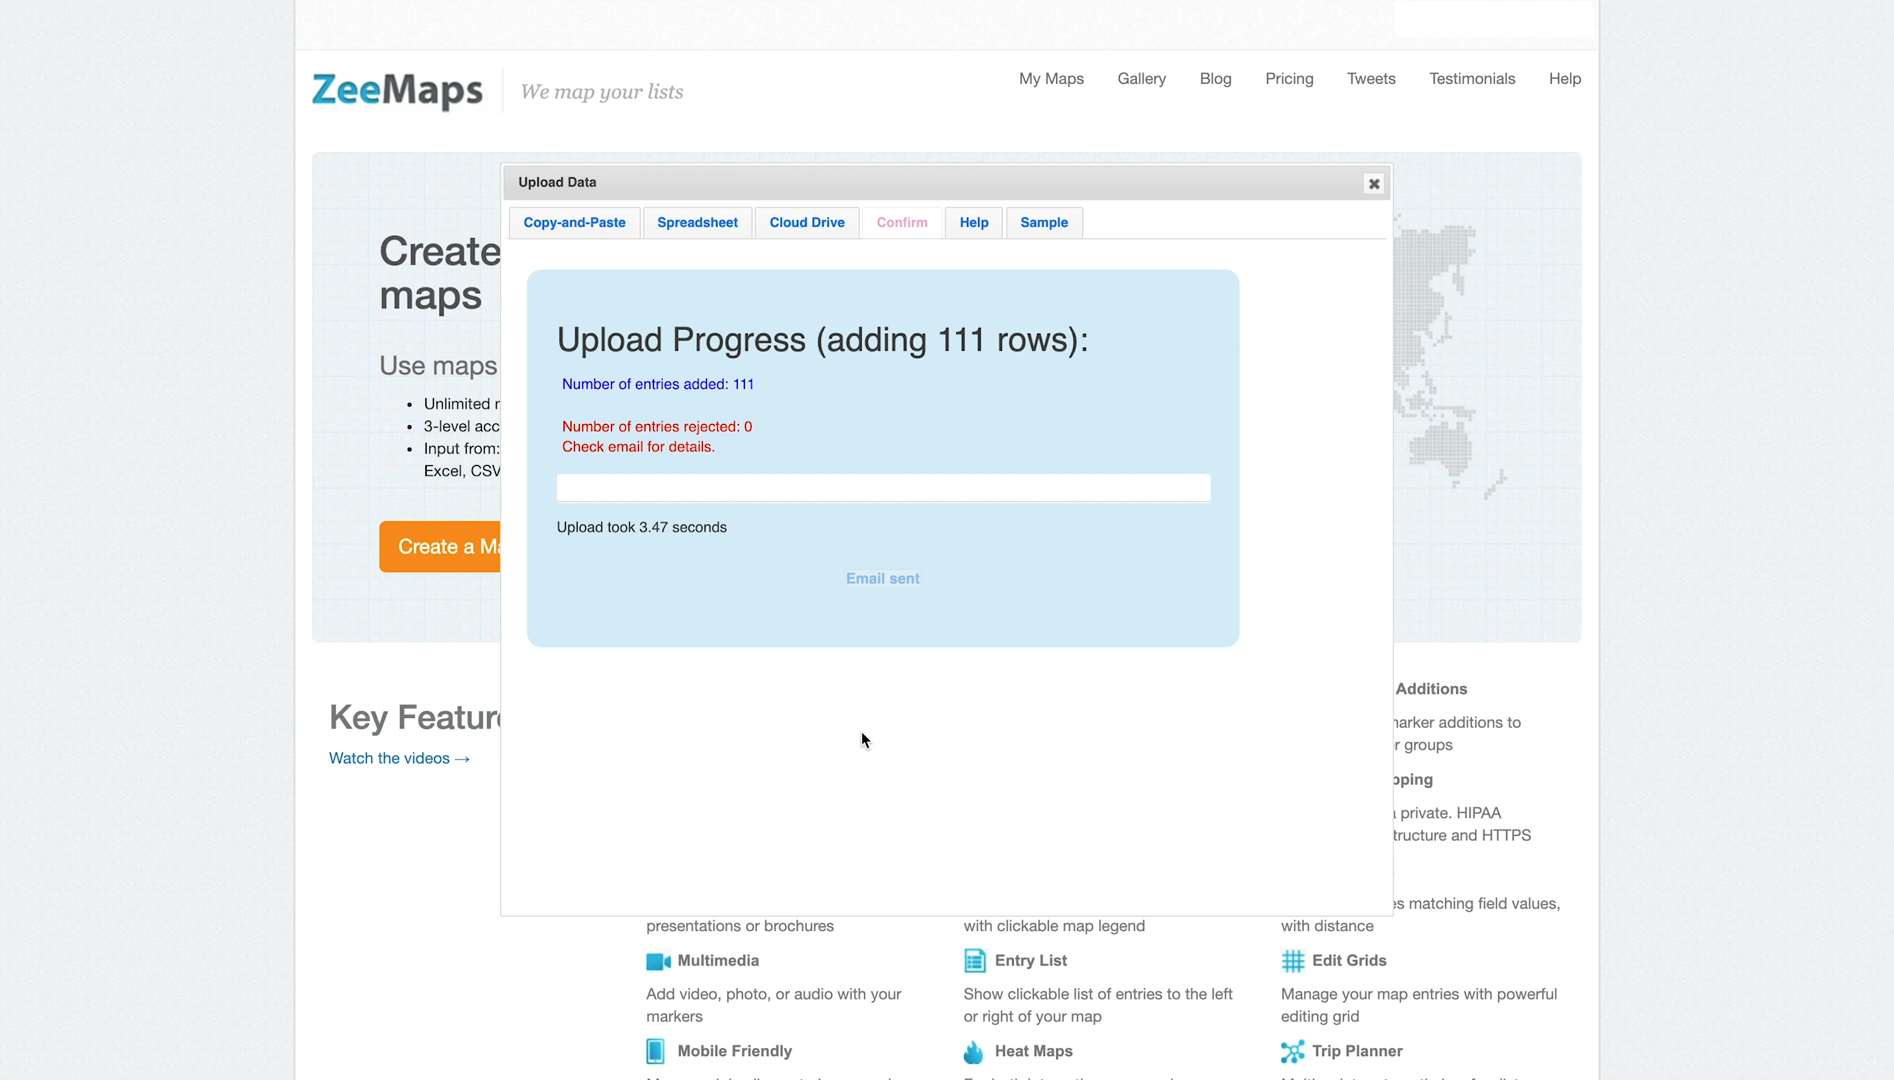 ZeeMaps
We map your lists
My Maps Gallery Blog Pricing Tweets Testimonials Help
Upload Data
Copy-and-Paste Spreadsheet Cloud Drive Confirm Help Sample
Create
maps
Use maps
Unlimited
3-level
Input from:
Excel,
Create a
Upload Progress (adding 111 rows):
Number of entries added: 111
Number of entries rejected: 0
Check email for details.
Upload took 3.47 seconds
Email sent
Key
Watch the videos →
Additions
additions to
groups
private. HIPAA
and HTTPS
matching field values,
with distance
presentations or brochures
with clickable map legend
Multimedia
Add video, photo, or audio with your
markers
Entry List
Show clickable list of entries to the left
or right of your map
Edit Grids
Manage your map entries with powerful
editing grid
Mobile Friendly
Heat Maps
Trip Planner